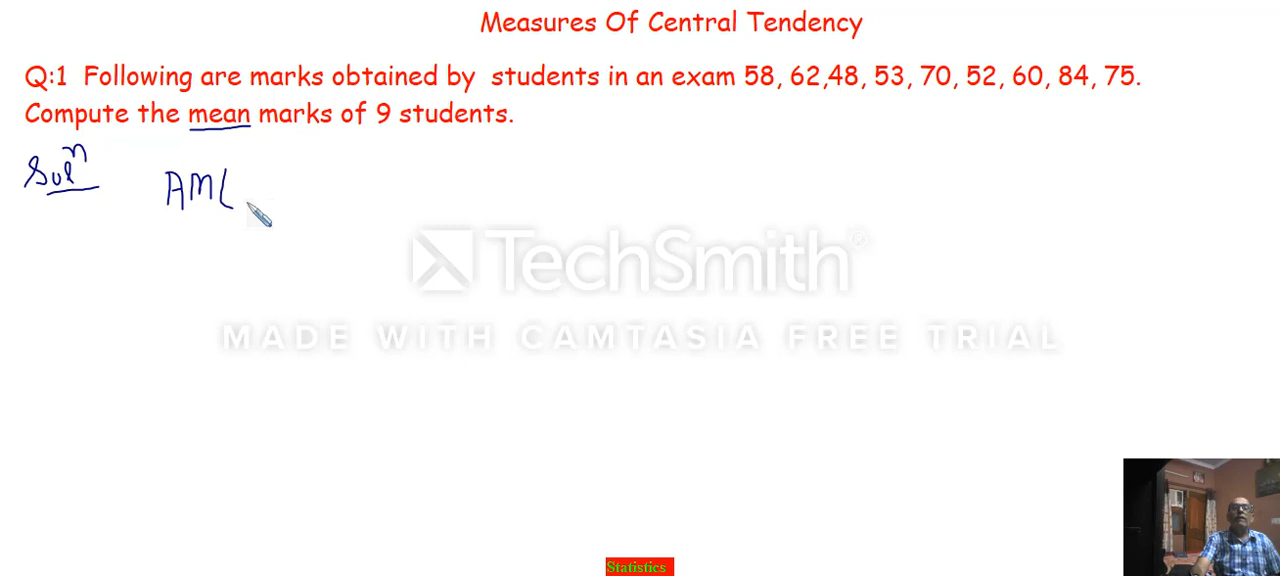 Measures Of Central Tendency
Q:1 Following are marks obtained by students in an exam 58, 62,48, 53, 70, 52, 60, 84, 75.
Compute the mean marks of 9 students.
Solⁿ
AM(
TechSmith®
MADE WITH CAMTASIA FREE TRIAL
Statistics